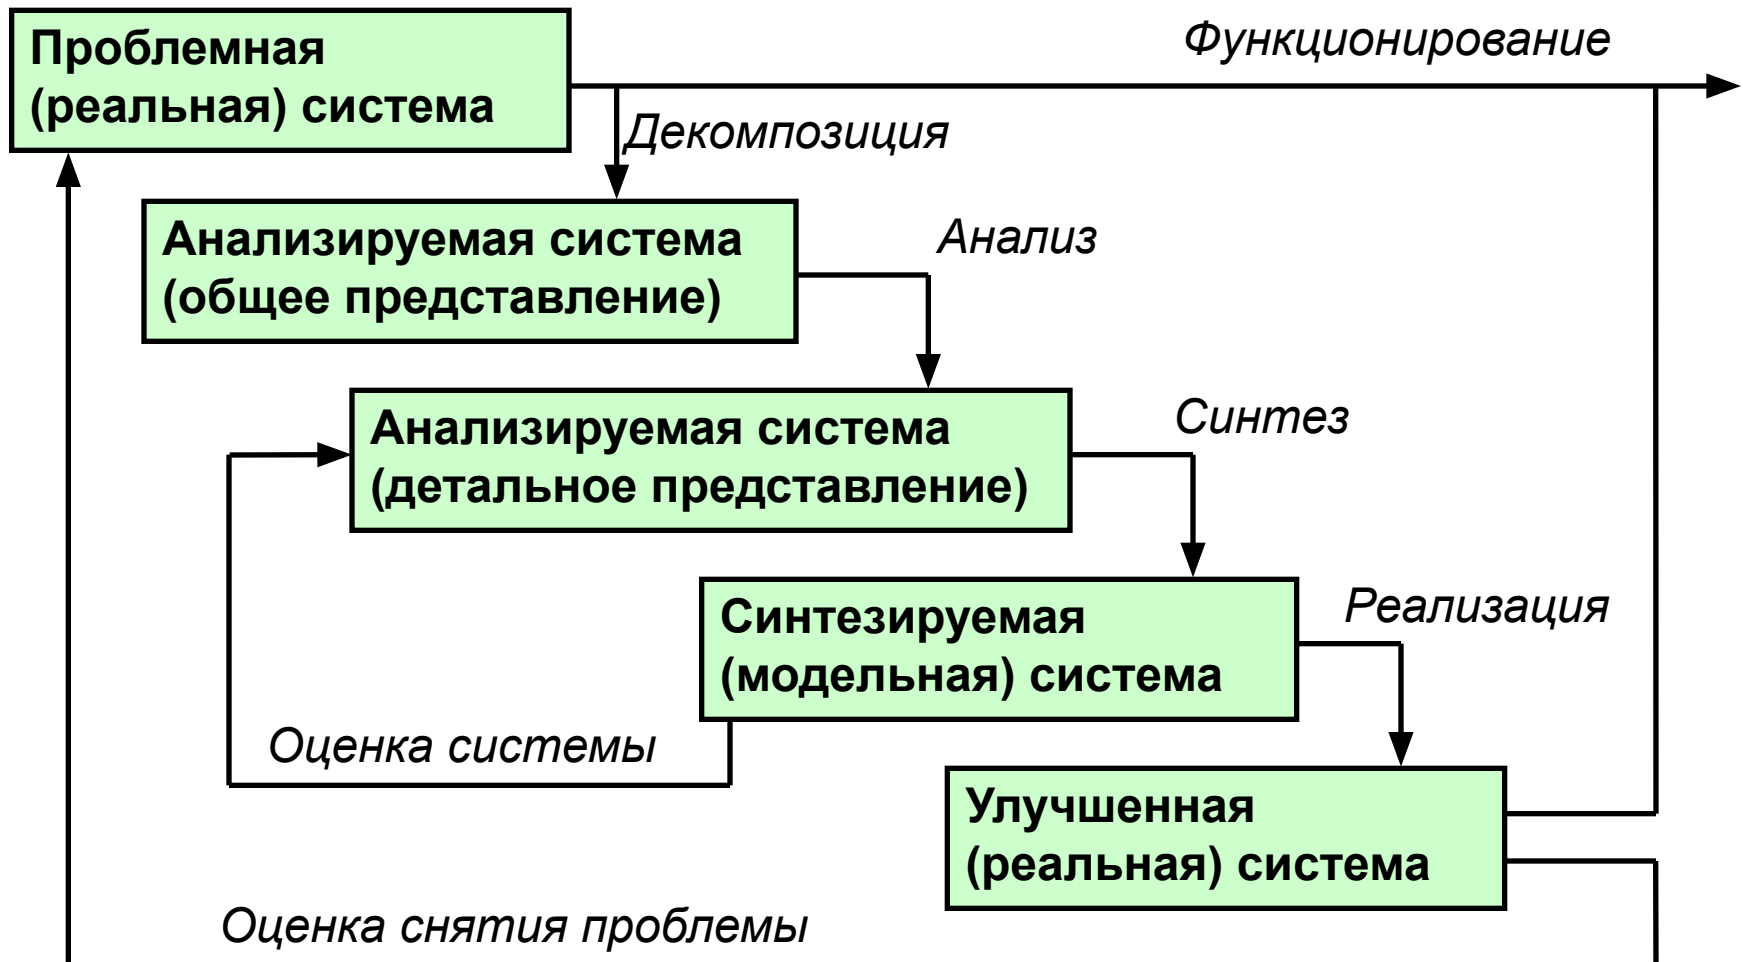 Проблемная
(реальная) система
Функционирование
Декомпозиция
Анализируемая система
(общее представление)
Анализ
Анализируемая система
(детальное представление)
Синтез
Синтезируемая
(модельная) система
Реализация
Оценка системы
Улучшенная
(реальная) система
Оценка снятия проблемы